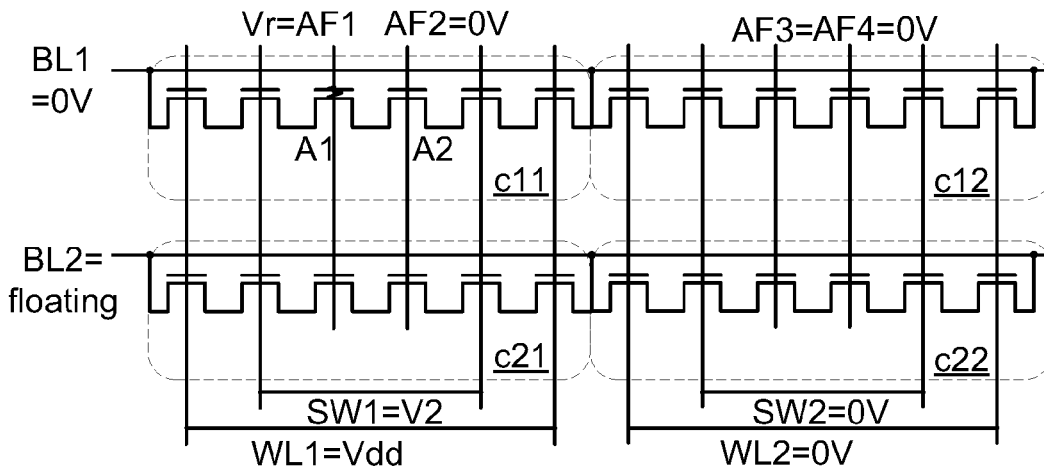 Vr=AF1 AF2=0V AF3=AF4=0V
BL1
=0V
A1 A2
c11 c12
BL2=
floating
c21 c22
SW1=V2 SW2=0V
WL1=Vdd WL2=0V